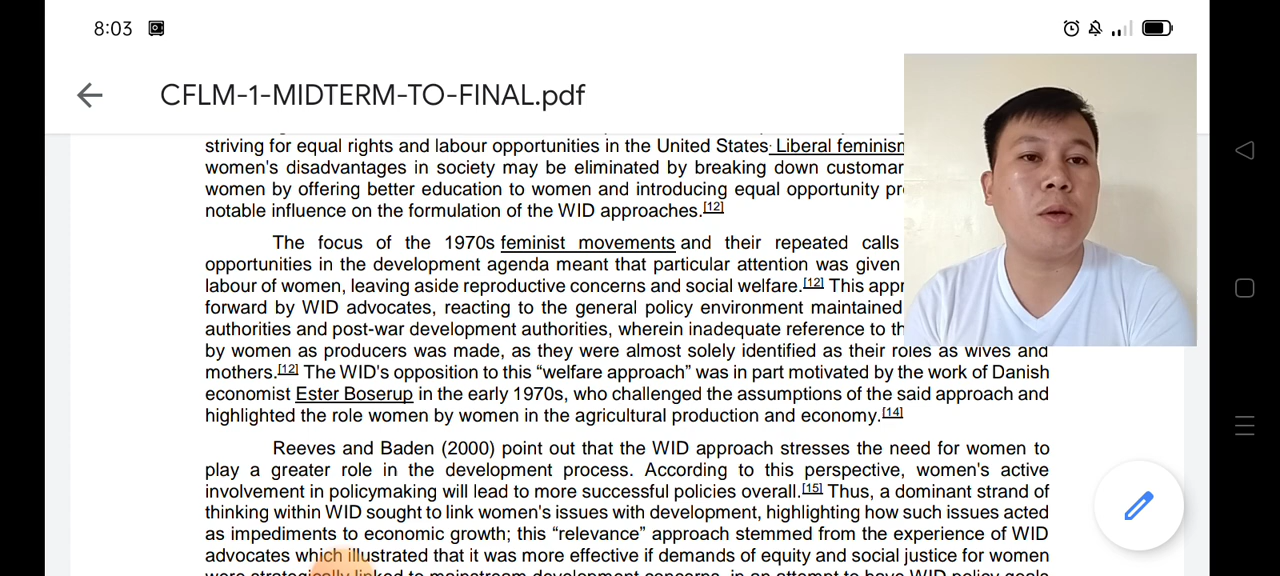 8:03
CFLM-1-MIDTERM-TO-FINAL.pdf
striving for equal rights and labour opportunities in the United States. Liberal feminism
women's disadvantages in society may be eliminated by breaking down customar
women by offering better education to women and introducing equal opportunity pr
notable influence on the formulation of the WID approaches.[12]
The focus of the 1970s feminist movements and their repeated calls
opportunities in the development agenda meant that particular attention was given
labour of women, leaving aside reproductive concerns and social welfare.[12] This appr
forward by WID advocates, reacting to the general policy environment maintained
authorities and post-war development authorities, wherein inadequate reference to th
by women as producers was made, as they were almost solely identified as their roles as wives and
mothers.[12] The WID's opposition to this “welfare approach” was in part motivated by the work of Danish
economist Ester Boserup in the early 1970s, who challenged the assumptions of the said approach and
highlighted the role women by women in the agricultural production and economy.[14]
Reeves and Baden (2000) point out that the WID approach stresses the need for women to
play a greater role in the development process. According to this perspective, women's active
involvement in policymaking will lead to more successful policies overall.[15] Thus, a dominant strand of
thinking within WID sought to link women's issues with development, highlighting how such issues acted
as impediments to economic growth; this “relevance” approach stemmed from the experience of WID
advocates which illustrated that it was more effective if demands of equity and social justice for women